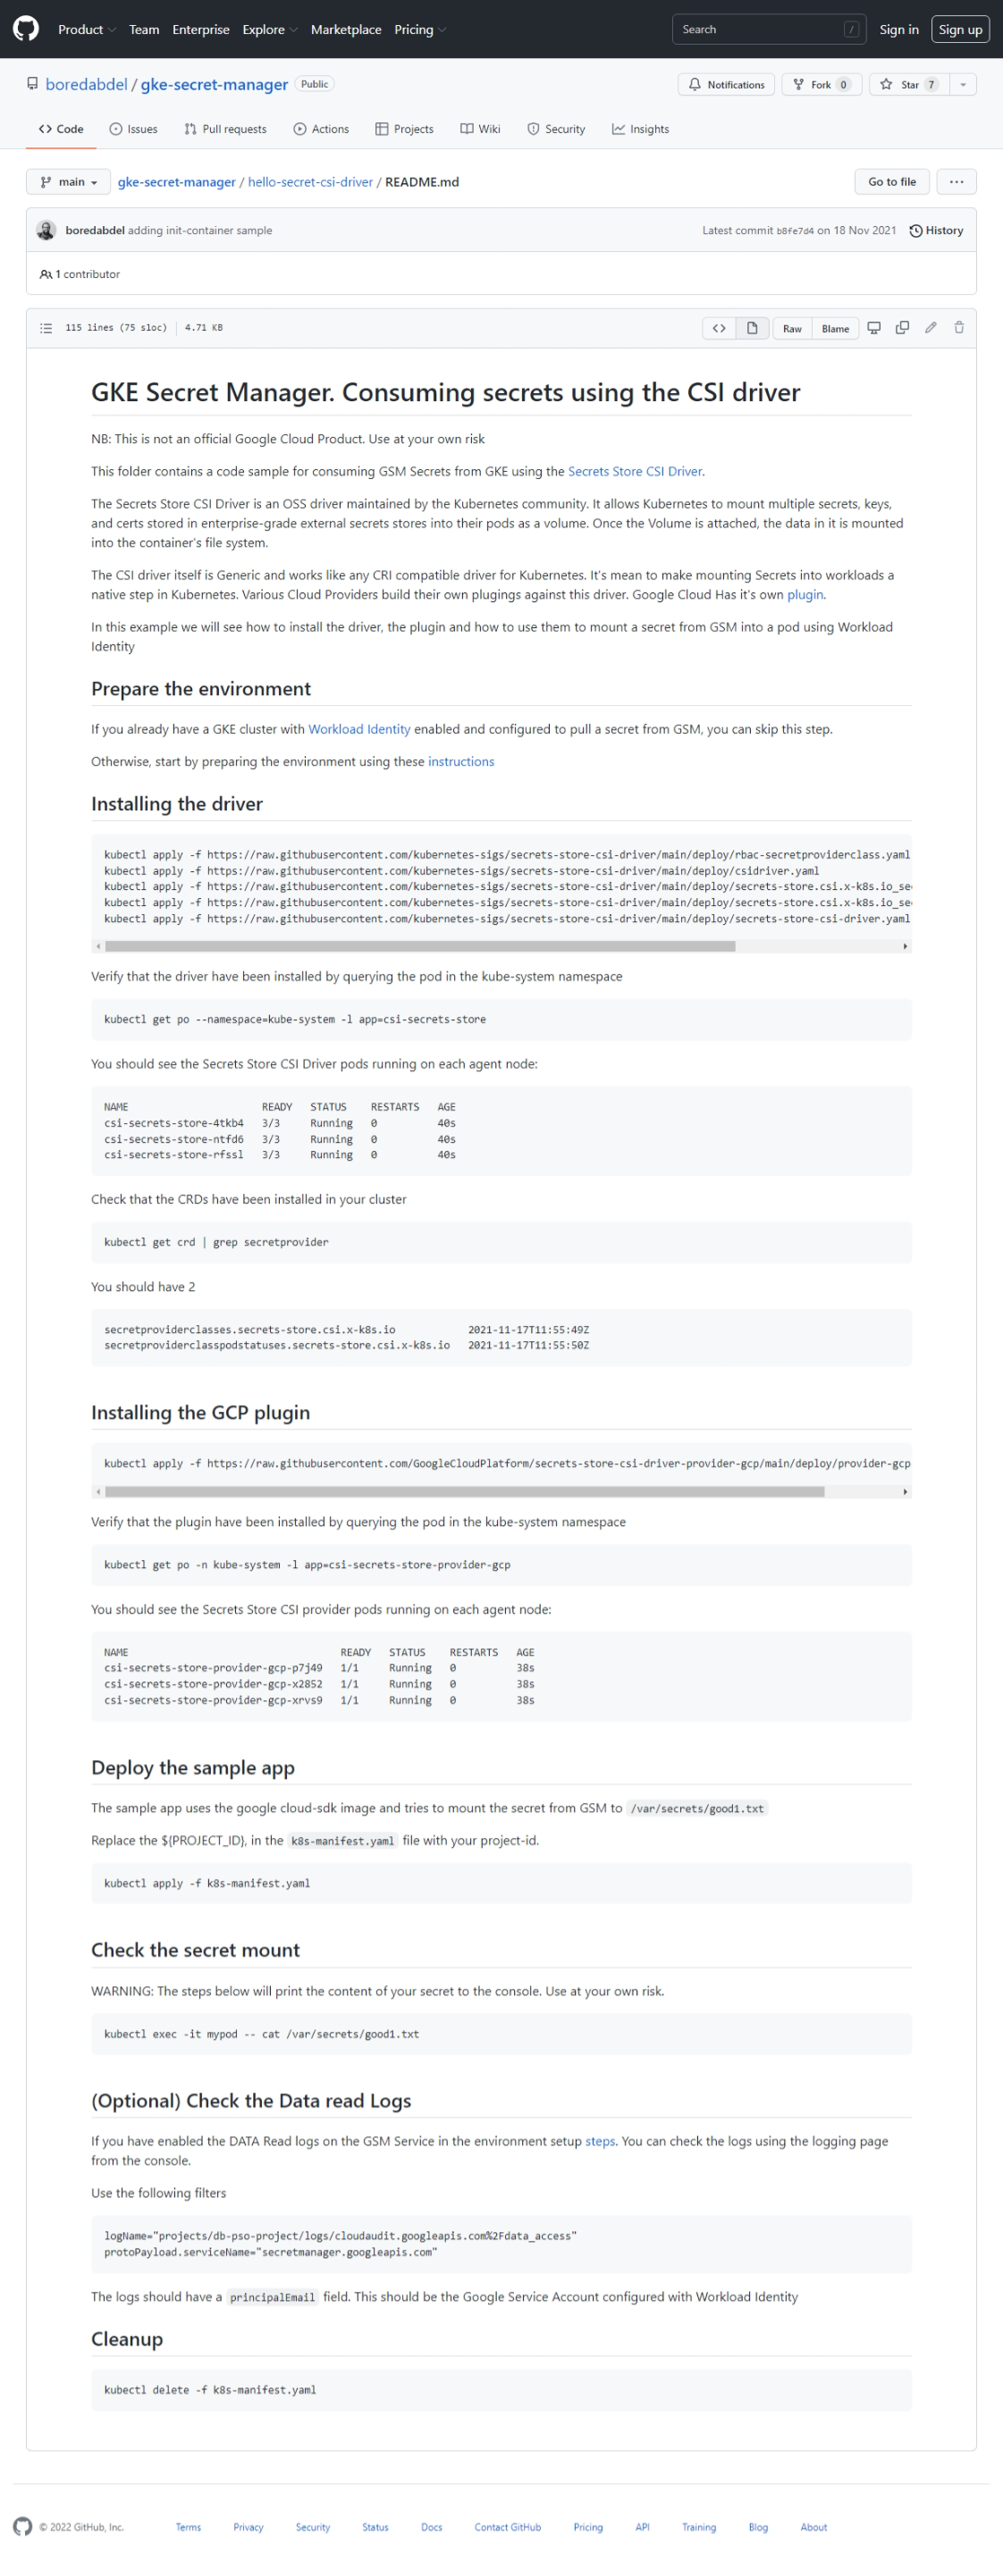 Product Team Enterprise Explore Marketplace Pricing Search / Sign in Sign up
boredabdel / gke-secret-manager Public Notifications Fork 0 Star 7
Code Issues Pull requests Actions Projects Wiki Security Insights
main gke-secret-manager / hello-secret-csi-driver / README.md Go to file ...
boredabdel adding init-container sample Latest commit b8fe7d4 on 18 Nov 2021 History
1 contributor
115 lines (75 sloc) 4.71 KB <> Raw Blame
GKE Secret Manager. Consuming secrets using the CSI driver
NB: This is not an official Google Cloud Product. Use at your own risk
This folder contains a code sample for consuming GSM Secrets from GKE using the Secrets Store CSI Driver.
The Secrets Store CSI Driver is an OSS driver maintained by the Kubernetes community. It allows Kubernetes to mount multiple secrets, keys,
and certs stored in enterprise-grade external secrets stores into their pods as a volume. Once the Volume is attached, the data in it is mounted
into the container's file system.
The CSI driver itself is Generic and works like any CRI compatible driver for Kubernetes. It's mean to make mounting Secrets into workloads a
native step in Kubernetes. Various Cloud Providers build their own plugings against this driver. Google Cloud Has it's own plugin.
In this example we will see how to install the driver, the plugin and how to use them to mount a secret from GSM into a pod using Workload
Identity
Prepare the environment
If you already have a GKE cluster with Workload Identity enabled and configured to pull a secret from GSM, you can skip this step.
Otherwise, start by preparing the environment using these instructions
Installing the driver
kubectl apply -f https://raw.githubusercontent.com/kubernetes-sigs/secrets-store-csi-driver/main/deploy/rbac-secretproviderclass.yaml
kubectl apply -f https://raw.githubusercontent.com/kubernetes-sigs/secrets-store-csi-driver/main/deploy/csidriver.yaml
kubectl apply -f https://raw.githubusercontent.com/kubernetes-sigs/secrets-store-csi-driver/main/deploy/secrets-store.csi.x-k8s.io_se
kubectl apply -f https://raw.githubusercontent.com/kubernetes-sigs/secrets-store-csi-driver/main/deploy/secrets-store.csi.x-k8s.io_se
kubectl apply -f https://raw.githubusercontent.com/kubernetes-sigs/secrets-store-csi-driver/main/deploy/secrets-store-csi-driver.yaml
Verify that the driver have been installed by querying the pod in the kube-system namespace
kubectl get po --namespace=kube-system -l app=csi-secrets-store
You should see the Secrets Store CSI Driver pods running on each agent node:
NAME READY STATUS RESTARTS AGE
csi-secrets-store-4tkb4 3/3 Running 0 40s
csi-secrets-store-ntfd6 3/3 Running 0 40s
csi-secrets-store-rfssl 3/3 Running 0 40s
Check that the CRDs have been installed in your cluster
kubectl get crd | grep secretprovider
You should have 2
secretproviderclasses.secrets-store.csi.x-k8s.io 2021-11-17T11:55:49Z
secretproviderclasspodstatuses.secrets-store.csi.x-k8s.io 2021-11-17T11:55:50Z
Installing the GCP plugin
kubectl apply -f https://raw.githubusercontent.com/GoogleCloudPlatform/secrets-store-csi-driver-provider-gcp/main/deploy/provider-gcp
Verify that the plugin have been installed by querying the pod in the kube-system namespace
kubectl get po -n kube-system -l app=csi-secrets-store-provider-gcp
You should see the Secrets Store CSI provider pods running on each agent node:
NAME READY STATUS RESTARTS AGE
csi-secrets-store-provider-gcp-p7j49 1/1 Running 0 38s
csi-secrets-store-provider-gcp-x2852 1/1 Running 0 38s
csi-secrets-store-provider-gcp-xrvs9 1/1 Running 0 38s
Deploy the sample app
The sample app uses the google cloud-sdk image and tries to mount the secret from GSM to /var/secrets/good1.txt
Replace the ${PROJECT_ID}, in the k8s-manifest.yaml file with your project-id.
kubectl apply -f k8s-manifest.yaml
Check the secret mount
WARNING: The steps below will print the content of your secret to the console. Use at your own risk.
kubectl exec -it mypod -- cat /var/secrets/good1.txt
(Optional) Check the Data read Logs
If you have enabled the DATA Read logs on the GSM Service in the environment setup steps. You can check the logs using the logging page
from the console.
Use the following filters
logName="projects/db-pso-project/logs/cloudaudit.googleapis.com%2Fdata_access"
protoPayload.serviceName="secretmanager.googleapis.com"
The logs should have a principalEmail field. This should be the Google Service Account configured with Workload Identity
Cleanup
kubectl delete -f k8s-manifest.yaml
© 2022 GitHub, Inc. Terms Privacy Security Status Docs Contact GitHub Pricing API Training Blog About